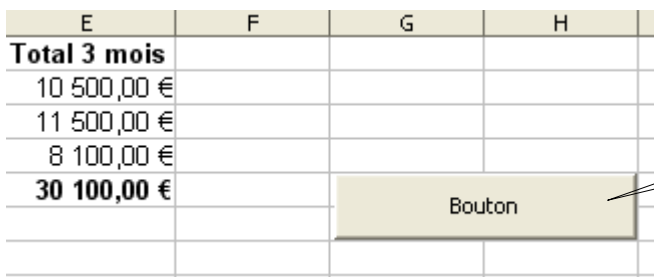 E F G H
Total 3 mois
10 500,00 €
11 500,00 €
8 100,00 €
30 100,00 €
Bouton